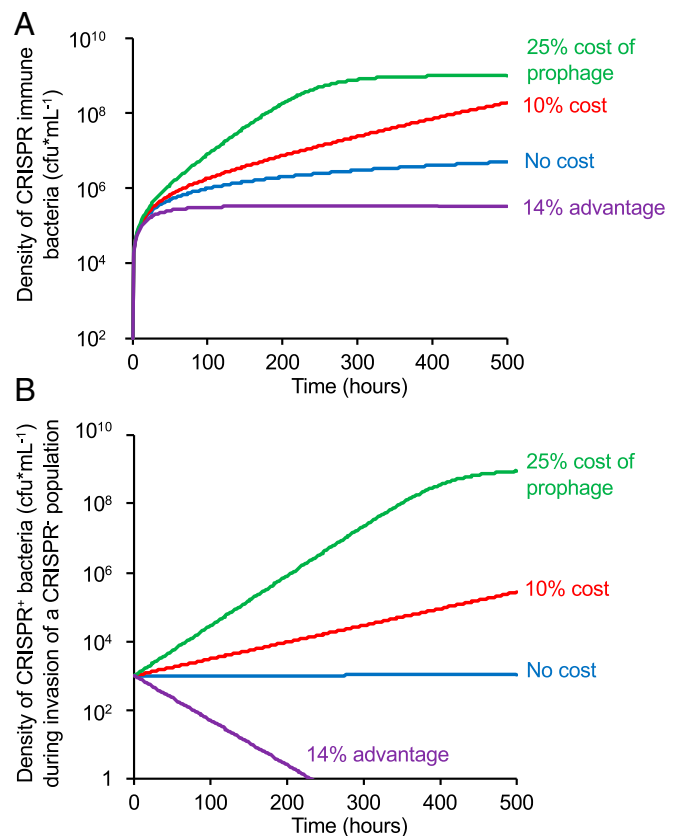 A
Density of CRISPR immune
bacteria (cfu*mL⁻¹)
10¹⁰
10⁸
10⁶
10⁴
10²
0 100 200 300 400 500
Time (hours)
25% cost of
prophage
10% cost
No cost
14% advantage
B
Density of CRISPR⁺ bacteria (cfu*mL⁻¹)
during invasion of a CRISPR⁻ population
10¹⁰
10⁸
10⁶
10⁴
10²
1
0 100 200 300 400 500
Time (hours)
25% cost of
prophage
10% cost
No cost
14% advantage